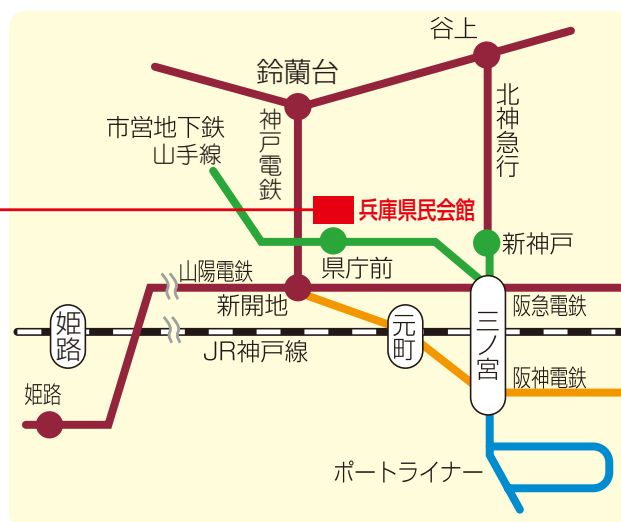 谷上
鈴蘭台
北神急行
市営地下鉄
山手線
神戸電鉄
兵庫県民会館
新神戸
県庁前
山陽電鉄
新開地
阪急電鉄
姫路
元町
三ノ宮
JR神戸線
阪神電鉄
姫路
ポートライナー